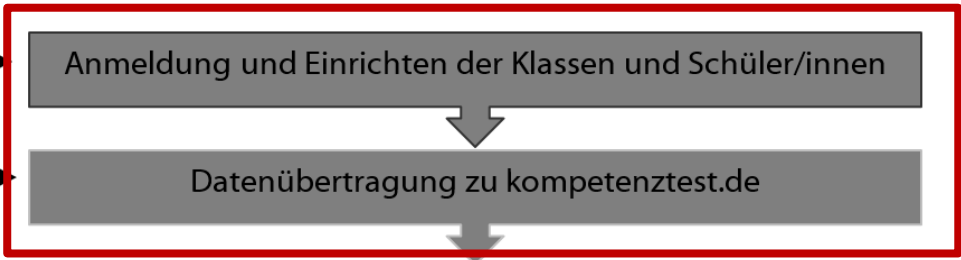 Anmeldung und Einrichten der Klassen und Schüler/innen
Datenübertragung zu kompetenztest.de